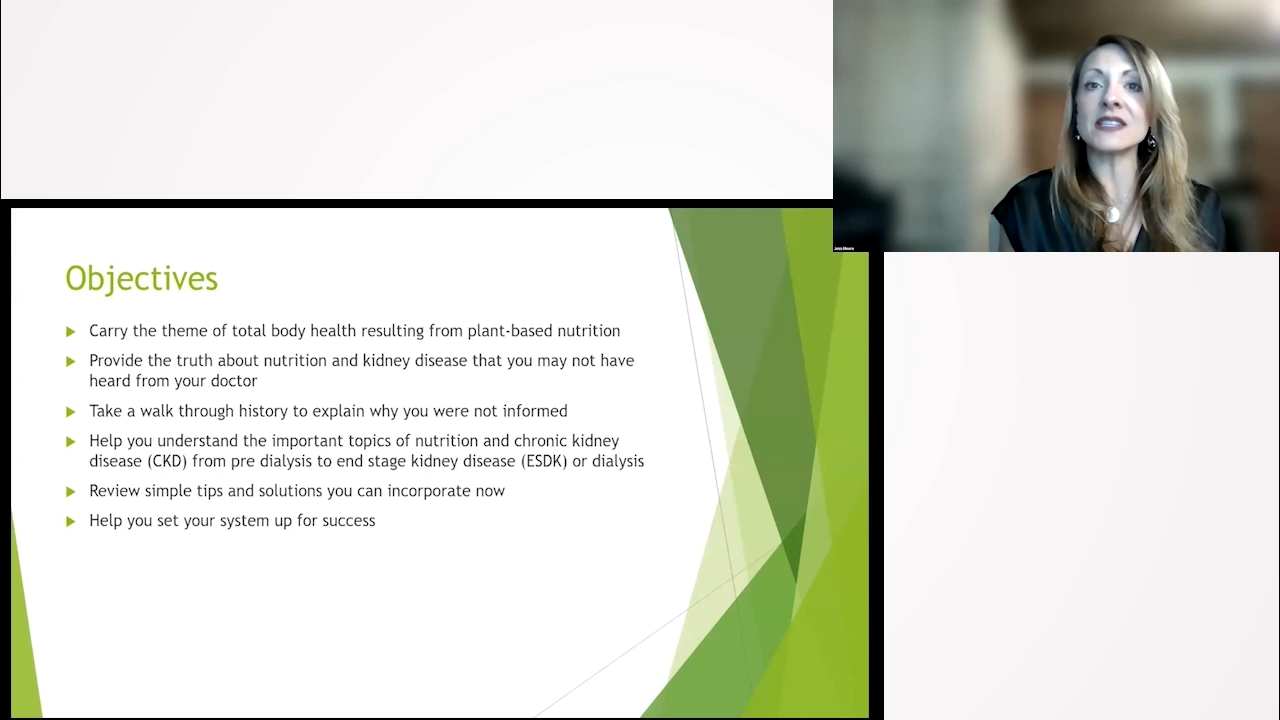 Jenn Moore
Objectives
Carry the theme of total body health resulting from plant-based nutrition
Provide the truth about nutrition and kidney disease that you may not have
heard from your doctor
Take a walk through history to explain why you were not informed
Help you understand the important topics of nutrition and chronic kidney
disease (CKD) from pre dialysis to end stage kidney disease (ESDK) or dialysis
Review simple tips and solutions you can incorporate now
Help you set your system up for success